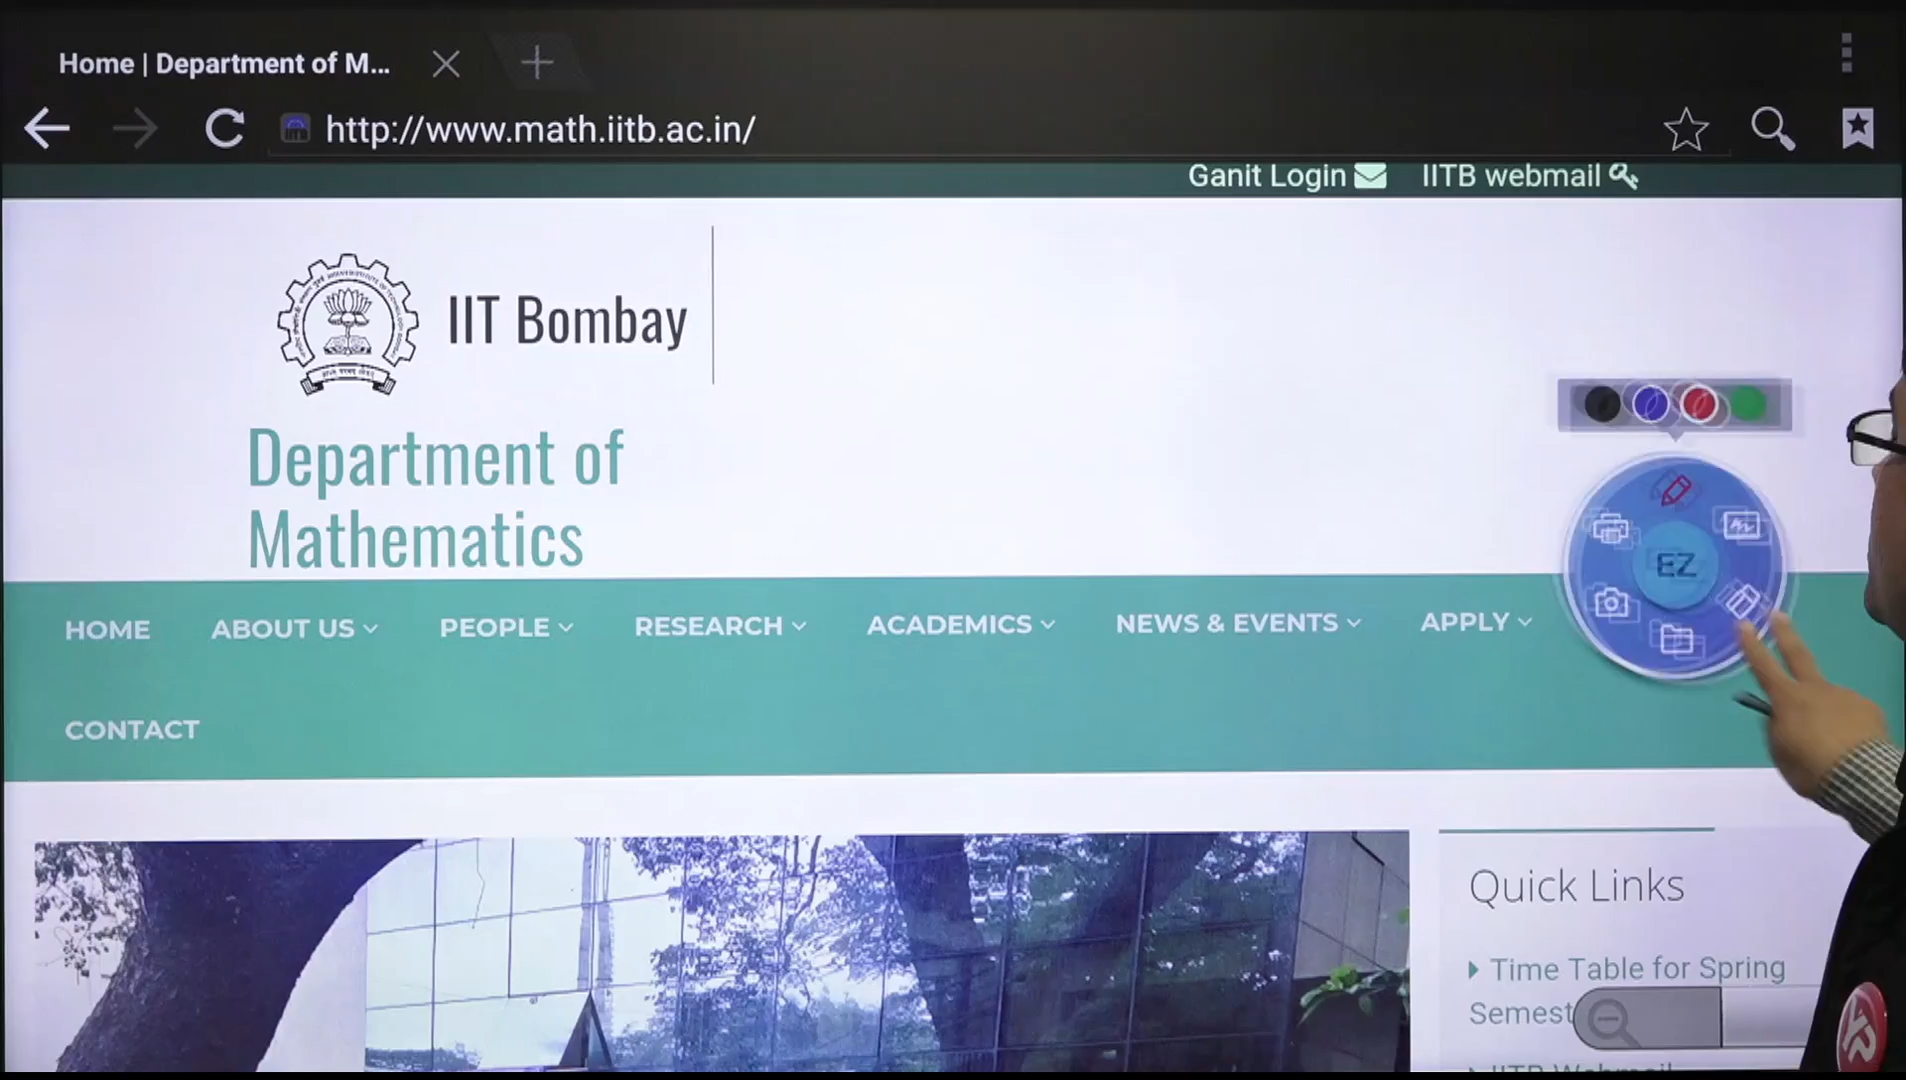 Home | Department of M...
http://www.math.iitb.ac.in/
Ganit Login IITB webmail
IIT Bombay
Department of
Mathematics
EZ
HOME ABOUT US PEOPLE RESEARCH ACADEMICS NEWS & EVENTS APPLY
CONTACT
Quick Links
Time Table for Spring
Semest